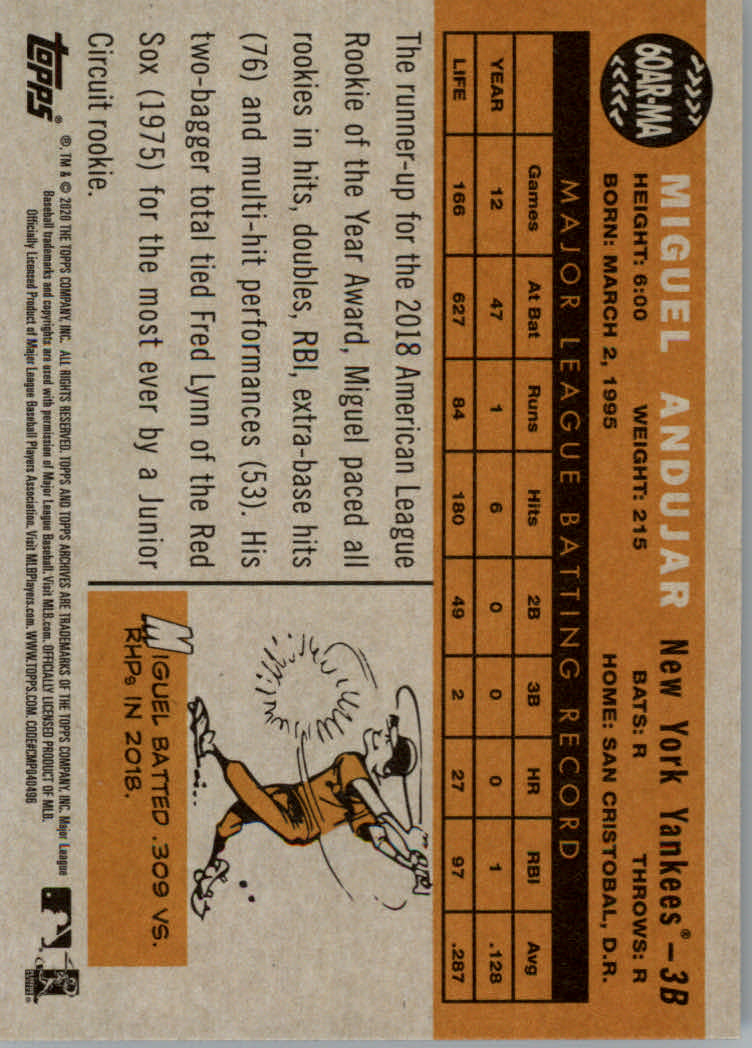 60AR-MA
MIGUEL ANDUJAR New York Yankees® – 3B
HEIGHT: 6:00 WEIGHT: 215 BATS: R THROWS: R
BORN: MARCH 2, 1995 HOME: SAN CRISTOBAL, D.R.
MAJOR LEAGUE BATTING RECORD
Games At Bat Runs Hits 2B 3B HR RBI Avg
YEAR 12 47 1 6 0 0 0 1 .128
LIFE 166 627 84 180 49 2 27 97 .287
The runner-up for the 2018 American League
Rookie of the Year Award, Miguel paced all
rookies in hits, doubles, RBI, extra-base hits
(76) and multi-hit performances (53). His
two-bagger total tied Fred Lynn of the Red
Sox (1975) for the most ever by a Junior
Circuit rookie.
MIGUEL BATTED .309 VS.
RHPs IN 2018.
topps®
®, TM & © 2020 THE TOPPS COMPANY, INC. ALL RIGHTS RESERVED. TOPPS AND TOPPS ARCHIVES ARE TRADEMARKS OF THE TOPPS COMPANY, INC. Major League
Baseball trademarks and copyrights are used with permission of Major League Baseball. Visit MLB.com. OFFICIALLY LICENSED PRODUCT OF MLB.
Officially Licensed Product of Major League Baseball Players Association. Visit MLBPlayers.com. WWW.TOPPS.COM. CODE#CMP040496